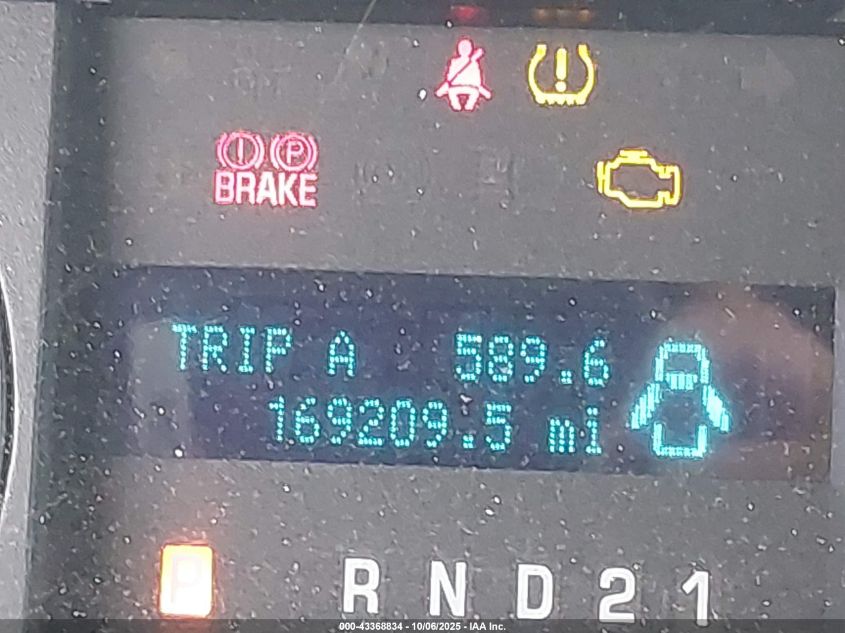 ! P
BRAKE
!
TRIP A 589.6
169209.5 mi
P R N D 2 1
000-43368834 - 10/06/2025 - IAA Inc.